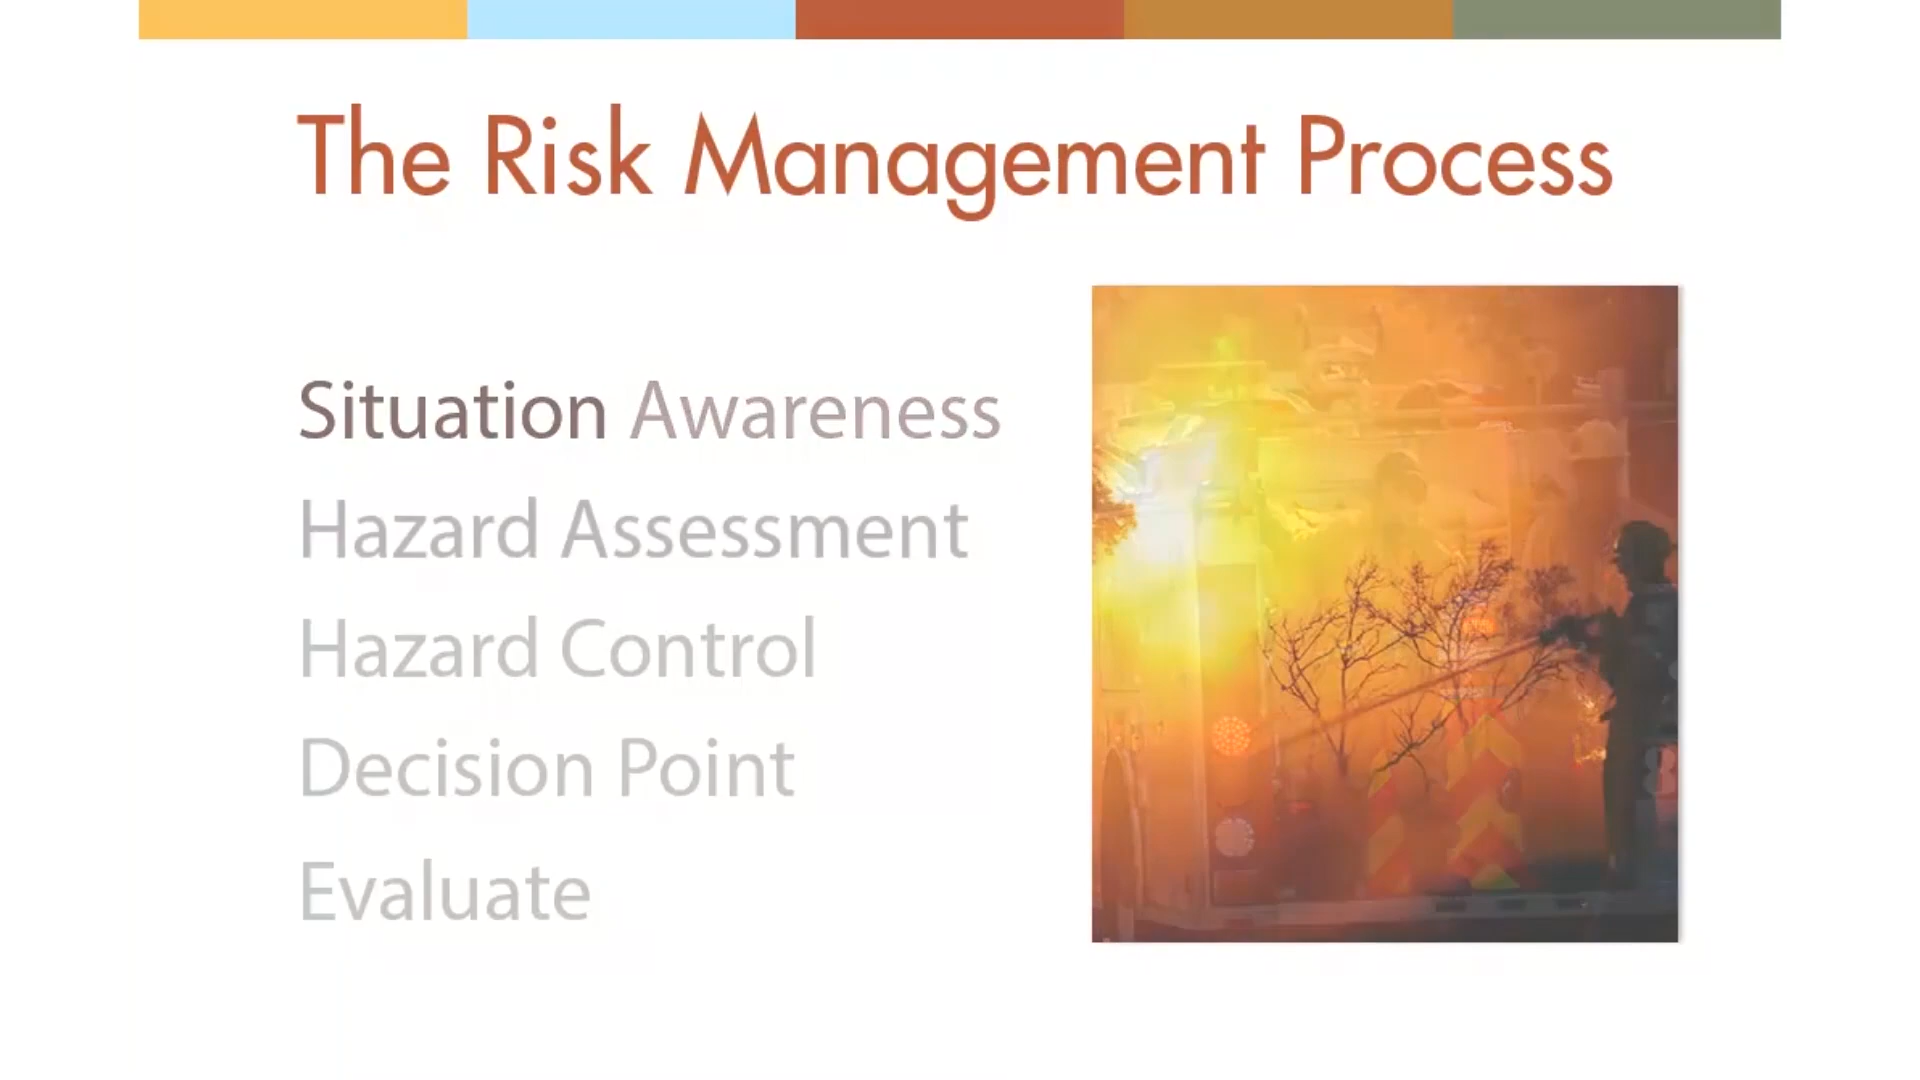 The Risk Management Process
Situation Awareness
Hazard Assessment
Hazard Control
Decision Point
Evaluate